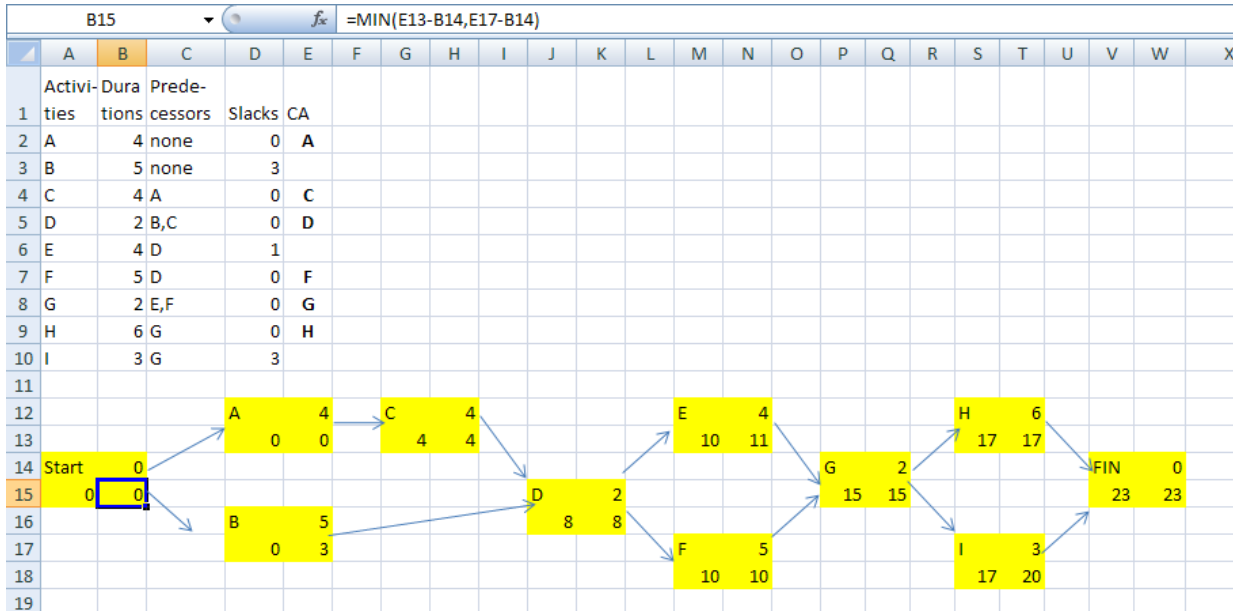 B15 fx =MIN(E13-B14,E17-B14)
A B C D E F G H I J K L M N O P Q R S T U V W X
Activi- Dura Prede-
1 ties tions cessors Slacks CA
2 A 4 none 0 A
3 B 5 none 3
4 C 4 A 0 C
5 D 2 B,C 0 D
6 E 4 D 1
7 F 5 D 0 F
8 G 2 E,F 0 G
9 H 6 G 0 H
10 I 3 G 3
11
12 A 4 C 4 E 4 H 6
13 0 0 4 4 10 11 17 17
14 Start 0 G 2 FIN 0
15 0 0 D 2 15 15 23 23
16 B 5 8 8
17 0 3 F 5 I 3
18 10 10 17 20
19